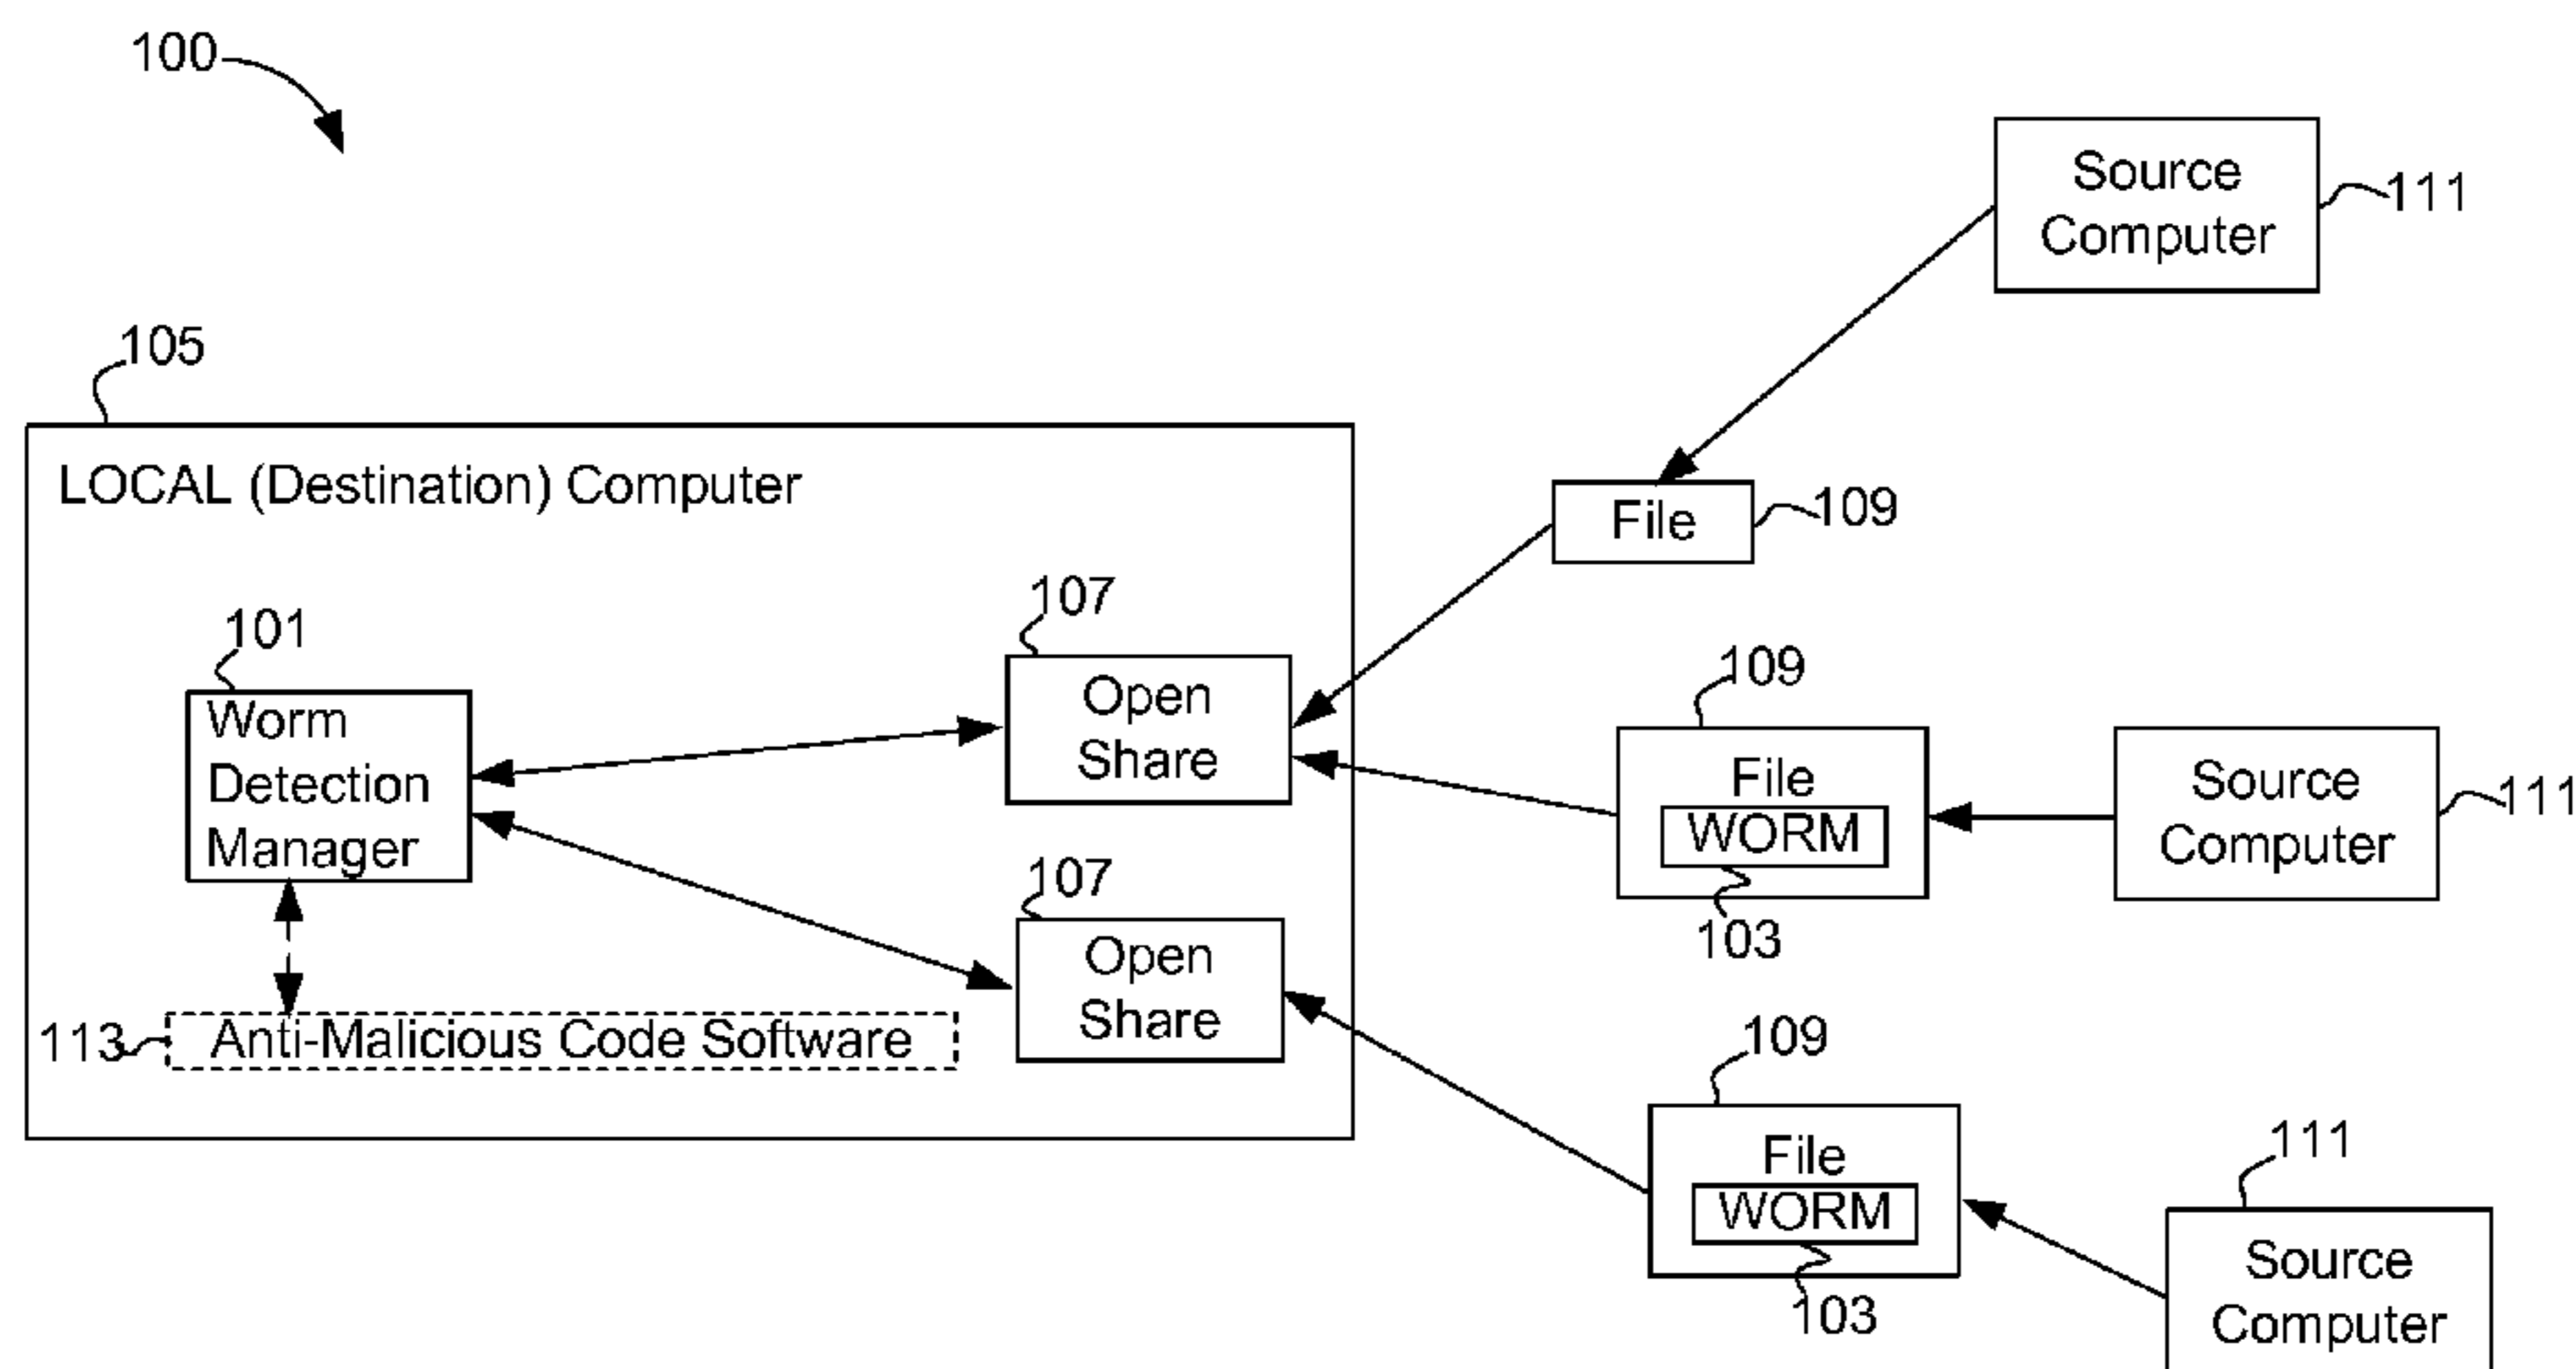 100
Source
Computer
111
105
LOCAL (Destination) Computer
File
109
107
101
Open
Share
Worm
Detection
Manager
109
File
WORM
103
Source
Computer
111
107
Open
Share
113
Anti-Malicious Code Software
109
File
WORM
103
111
Source
Computer